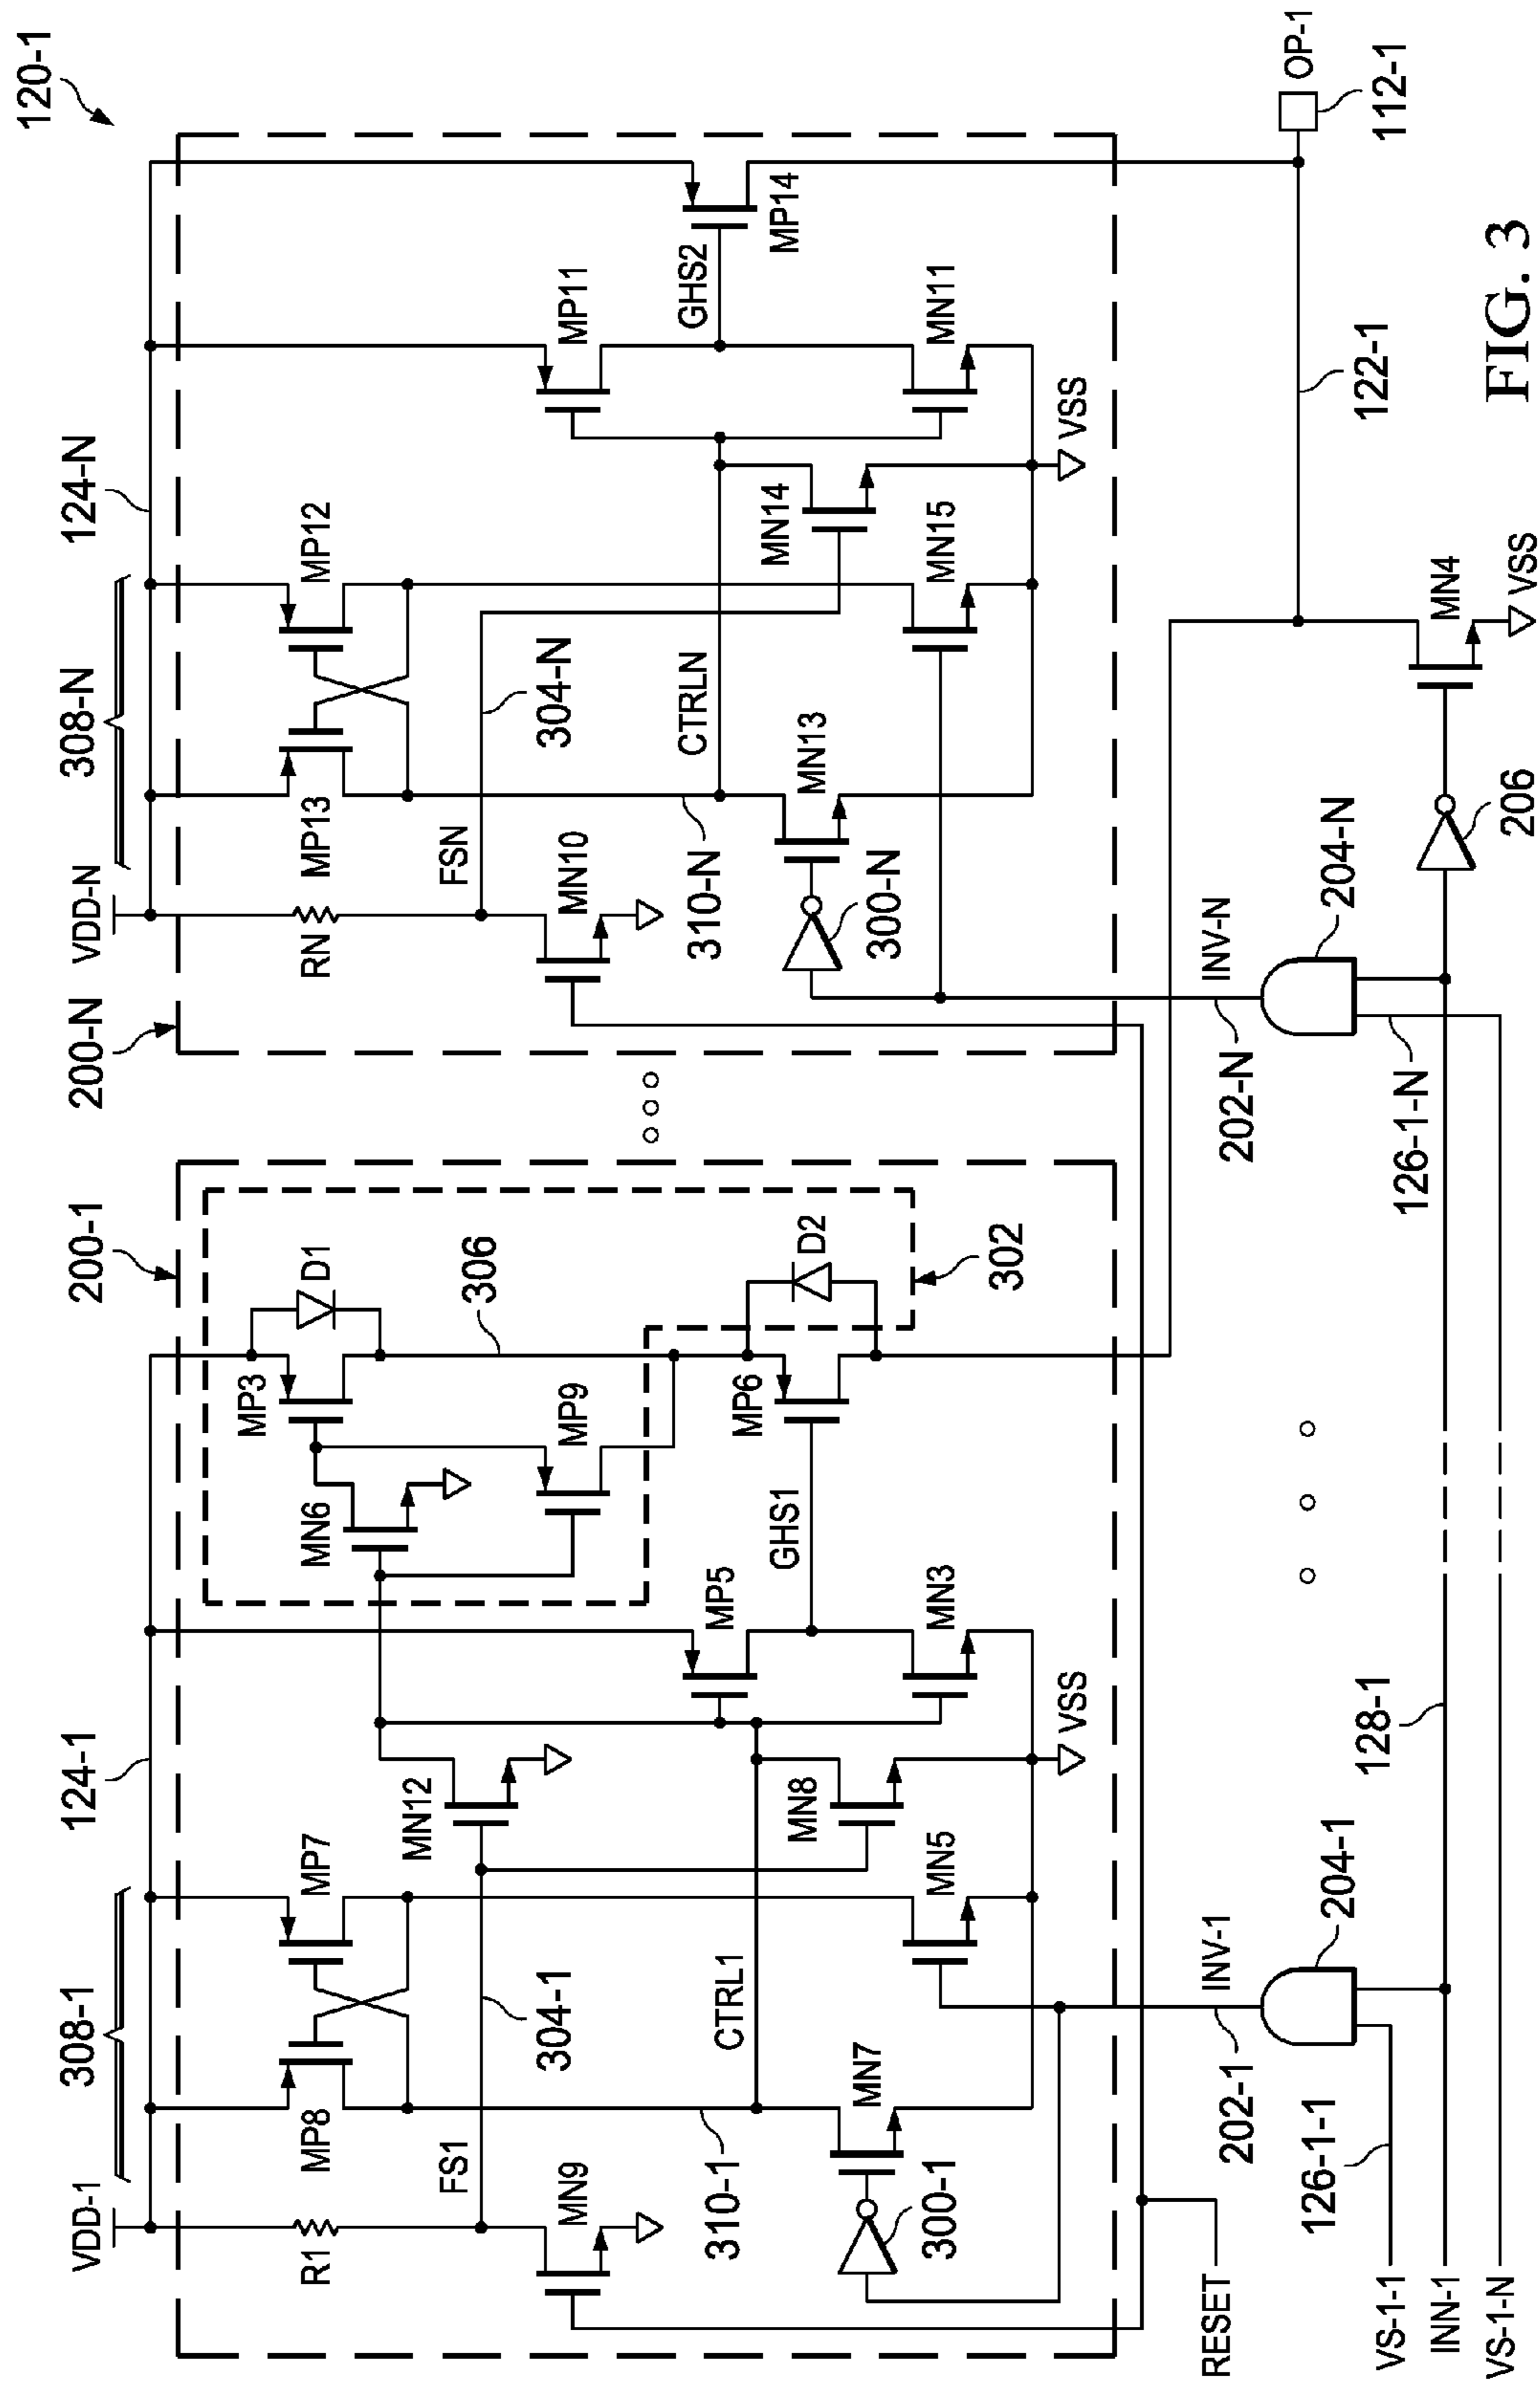 120-1
200-1
124-1
308-1
VDD-1
R1
MP8
MP7
FS1
304-1
MN9
MN12
MN6
MP3
D1
306
MP9
302
D2
MP6
GHS1
MP5
MN3
CTRL1
310-1
MN8
VSS
MN7
MN5
300-1
INV-1
202-1
204-1
126-1-1
RESET
VS-1-1
INN-1
VS-1-N
128-1
200-N
124-N
308-N
VDD-N
RN
MP13
MP12
FSN
304-N
MN10
CTRLN
310-N
MN13
300-N
MN14
MN15
VSS
MP11
GHS2
MN11
MP14
INV-N
202-N
204-N
126-1-N
206
MN4
VSS
122-1
OP-1
112-1
FIG. 3